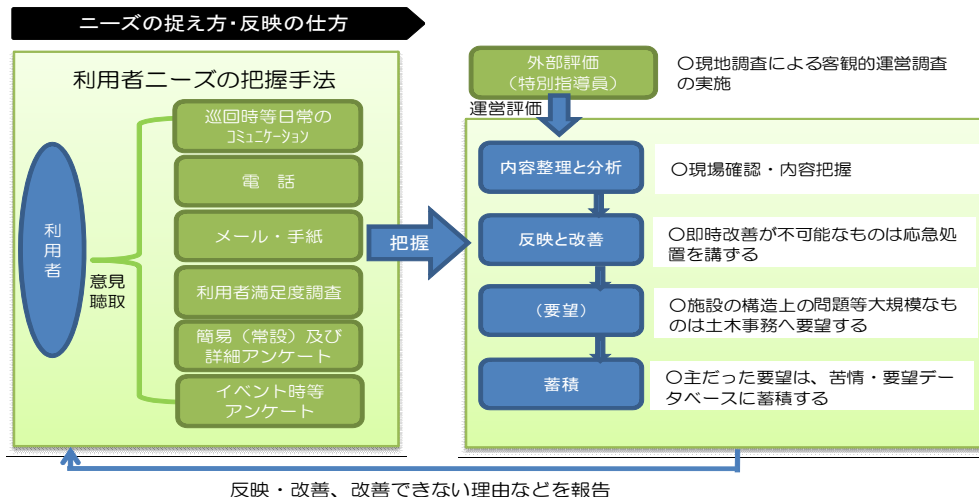 ニーズの捉え方・反映の仕方
利用者ニーズの把握手法
利用者
意見
聴取
巡回時等日常の
コミュニケーション
電　話
メール・手紙
利用者満足度調査
簡易（常設）及び
詳細アンケート
イベント時等
アンケート
把握
外部評価
（特別指導員）
〇現地調査による客観的運営調査
の実施
運営評価
内容整理と分析
〇現場確認・内容把握
反映と改善
〇即時改善が不可能なものは応急処
置を講ずる
（要望）
〇施設の構造上の問題等大規模なも
のは土木事務へ要望する
蓄積
〇主だった要望は、苦情・要望デー
タベースに蓄積する
反映・改善、改善できない理由などを報告